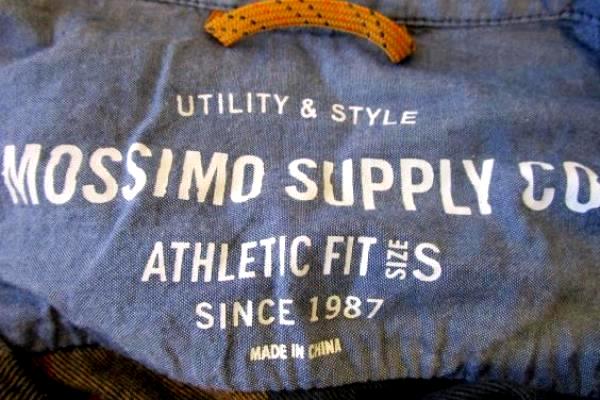 UTILITY & STYLE
MOSSIMO SUPPLY CO
ATHLETIC FIT SIZE S
SINCE 1987
MADE IN CHINA